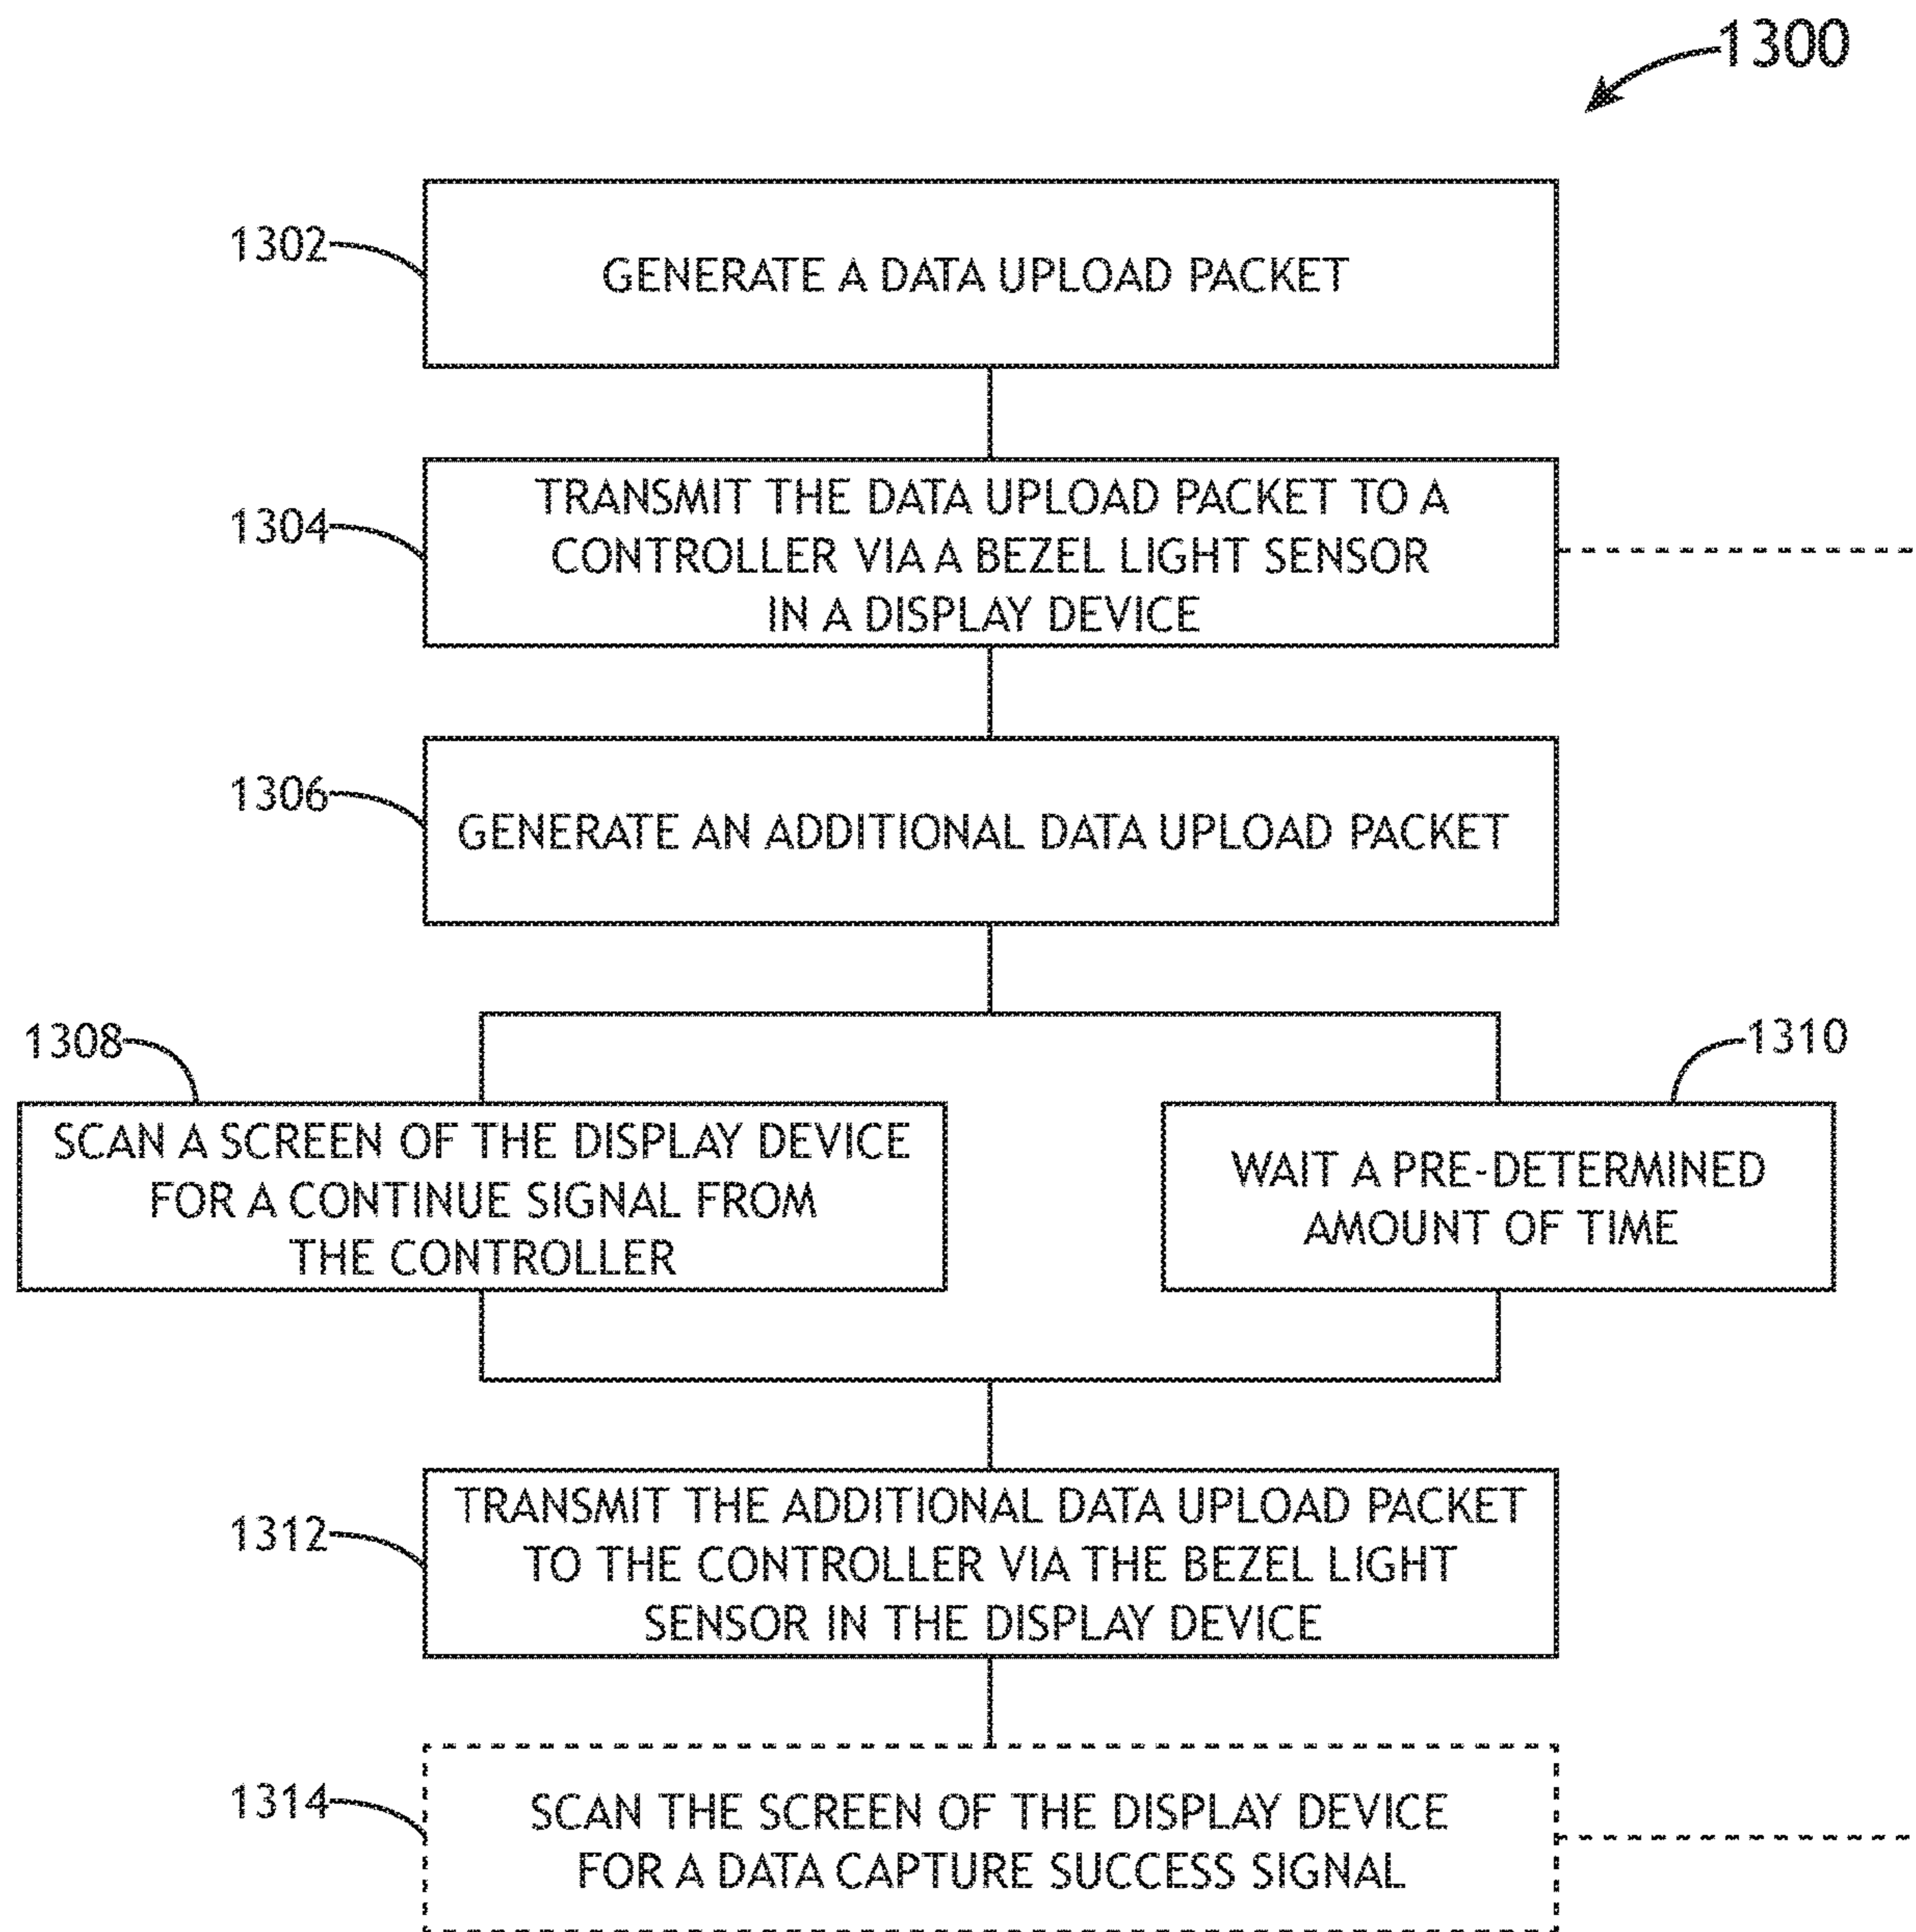 1300
1302
GENERATE A DATA UPLOAD PACKET
1304
TRANSMIT THE DATA UPLOAD PACKET TO A
CONTROLLER VIA A BEZEL LIGHT SENSOR
IN A DISPLAY DEVICE
1306
GENERATE AN ADDITIONAL DATA UPLOAD PACKET
1308
SCAN A SCREEN OF THE DISPLAY DEVICE
FOR A CONTINUE SIGNAL FROM
THE CONTROLLER
1310
WAIT A PRE-DETERMINED
AMOUNT OF TIME
1312
TRANSMIT THE ADDITIONAL DATA UPLOAD PACKET
TO THE CONTROLLER VIA THE BEZEL LIGHT
SENSOR IN THE DISPLAY DEVICE
1314
SCAN THE SCREEN OF THE DISPLAY DEVICE
FOR A DATA CAPTURE SUCCESS SIGNAL